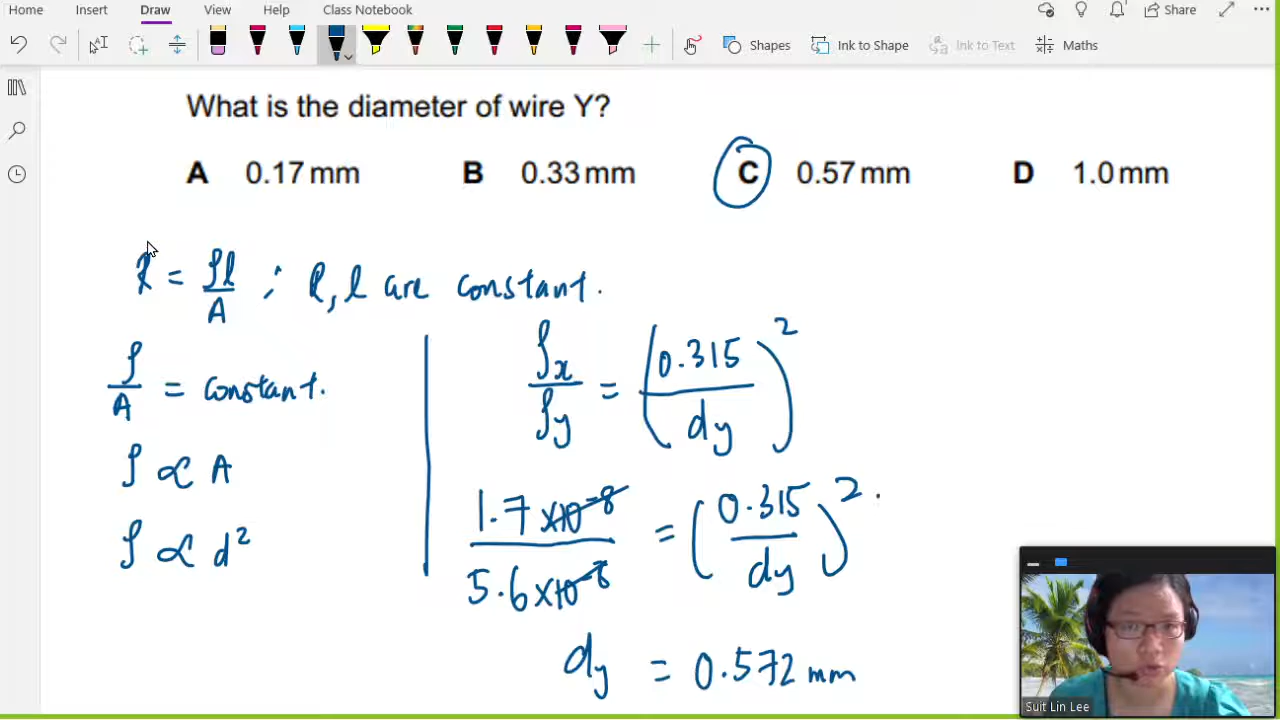 Home Insert Draw View Help Class Notebook Share
Shapes Ink to Shape Ink to Text Maths
What is the diameter of wire Y?
A 0.17 mm B 0.33 mm C 0.57 mm D 1.0 mm
R = ρl/A ; R, l are constant.
ρ/A = constant.
ρ ∝ A
ρ ∝ d²
ρx/ρy = (0.315/dy)²
1.7×10⁻⁸/5.6×10⁻⁸ = (0.315/dy)²
dy = 0.572 mm
Suit Lin Lee